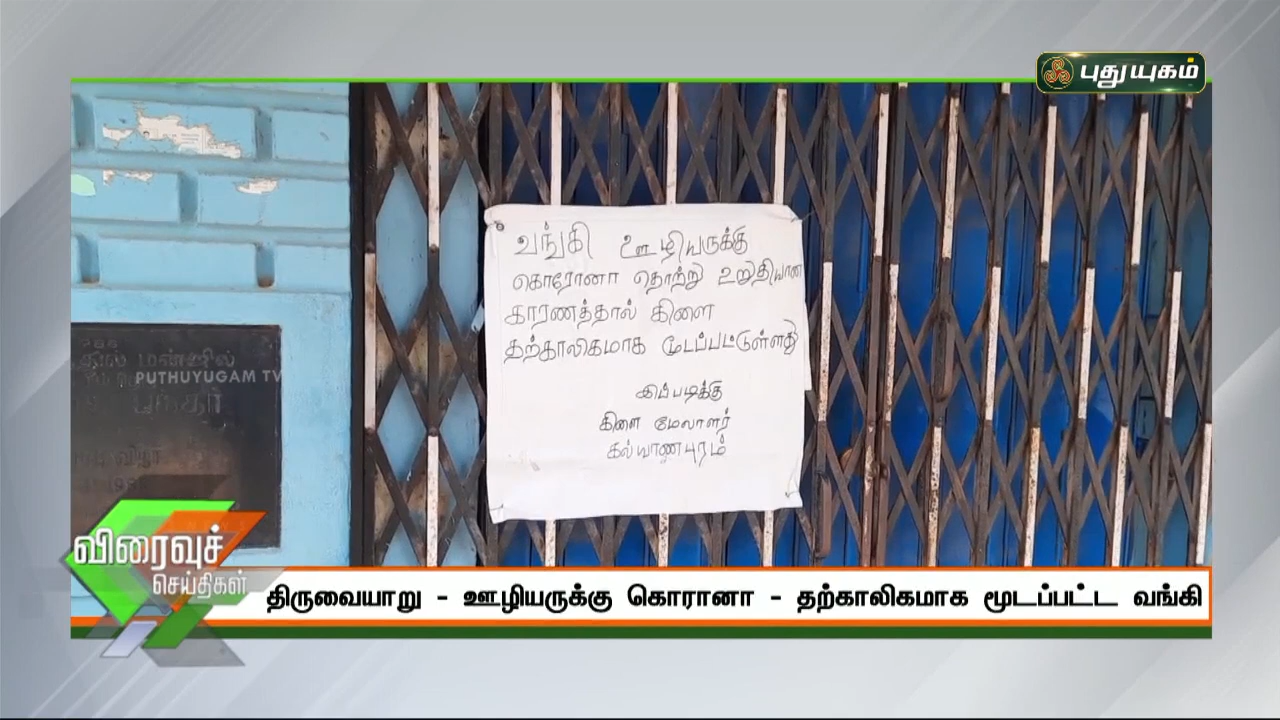 புதுயுகம்
வங்கி ஊழியருக்கு
கொரோனா தொற்று உறுதியான
காரணத்தால் கிளை
தற்காலிகமாக மூடப்பட்டுள்ளது
இப்படிக்கு
கிளை மேலாளர்
கல்யாணபுரம்
PUTHUYUGAM TV
விரைவுச்
செய்திகள்
திருவையாறு - ஊழியருக்கு கொரானா - தற்காலிகமாக மூடப்பட்ட வங்கி